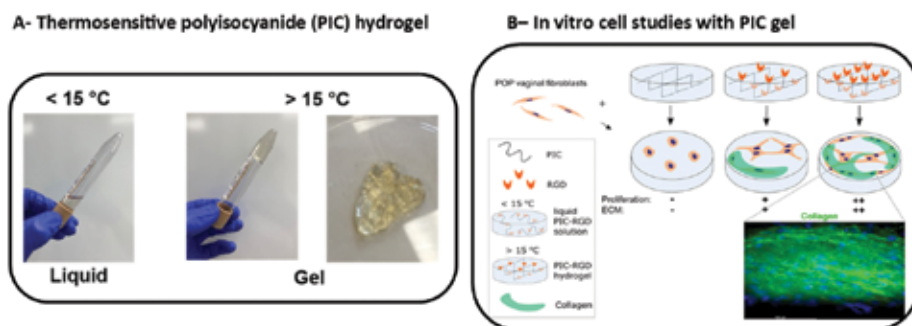 A- Thermosensitive polyisocyanide (PIC) hydrogel
< 15 °C
> 15 °C
Liquid
Gel
B– In vitro cell studies with PIC gel
POP vaginal fibroblasts
+
PIC
RGD
< 15 °C
liquid
PIC-RGD
solution
> 15 °C
PIC-RGD
hydrogel
Collagen
Proliferation: - + ++
ECM: - + ++
Collagen